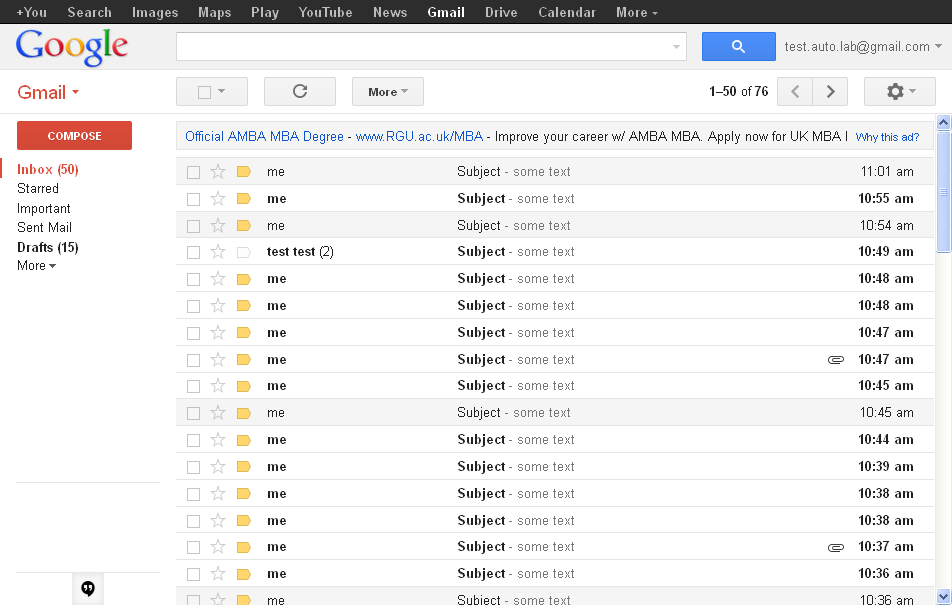 +You Search Images Maps Play YouTube News Gmail Drive Calendar More
Google test.auto.lab@gmail.com
Gmail More 1–50 of 76
COMPOSE
Official AMBA MBA Degree - www.RGU.ac.uk/MBA - Improve your career w/ AMBA MBA. Apply now for UK MBA Why this ad?
Inbox (50)
Starred
Important
Sent Mail
Drafts (15)
More
me Subject - some text 11:01 am
me Subject - some text 10:55 am
me Subject - some text 10:54 am
test test (2) Subject - some text 10:49 am
me Subject - some text 10:48 am
me Subject - some text 10:48 am
me Subject - some text 10:47 am
me Subject - some text 10:47 am
me Subject - some text 10:45 am
me Subject - some text 10:45 am
me Subject - some text 10:44 am
me Subject - some text 10:39 am
me Subject - some text 10:38 am
me Subject - some text 10:38 am
me Subject - some text 10:37 am
me Subject - some text 10:36 am
me Subject - some text 10:36 am